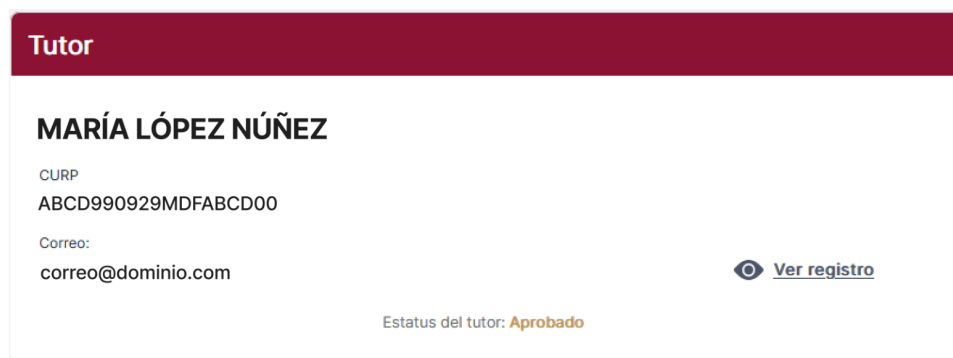 Tutor
MARÍA LÓPEZ NÚÑEZ
CURP
ABCD990929MDFABCD00
Correo:
correo@dominio.com
Ver registro
Estatus del tutor: Aprobado